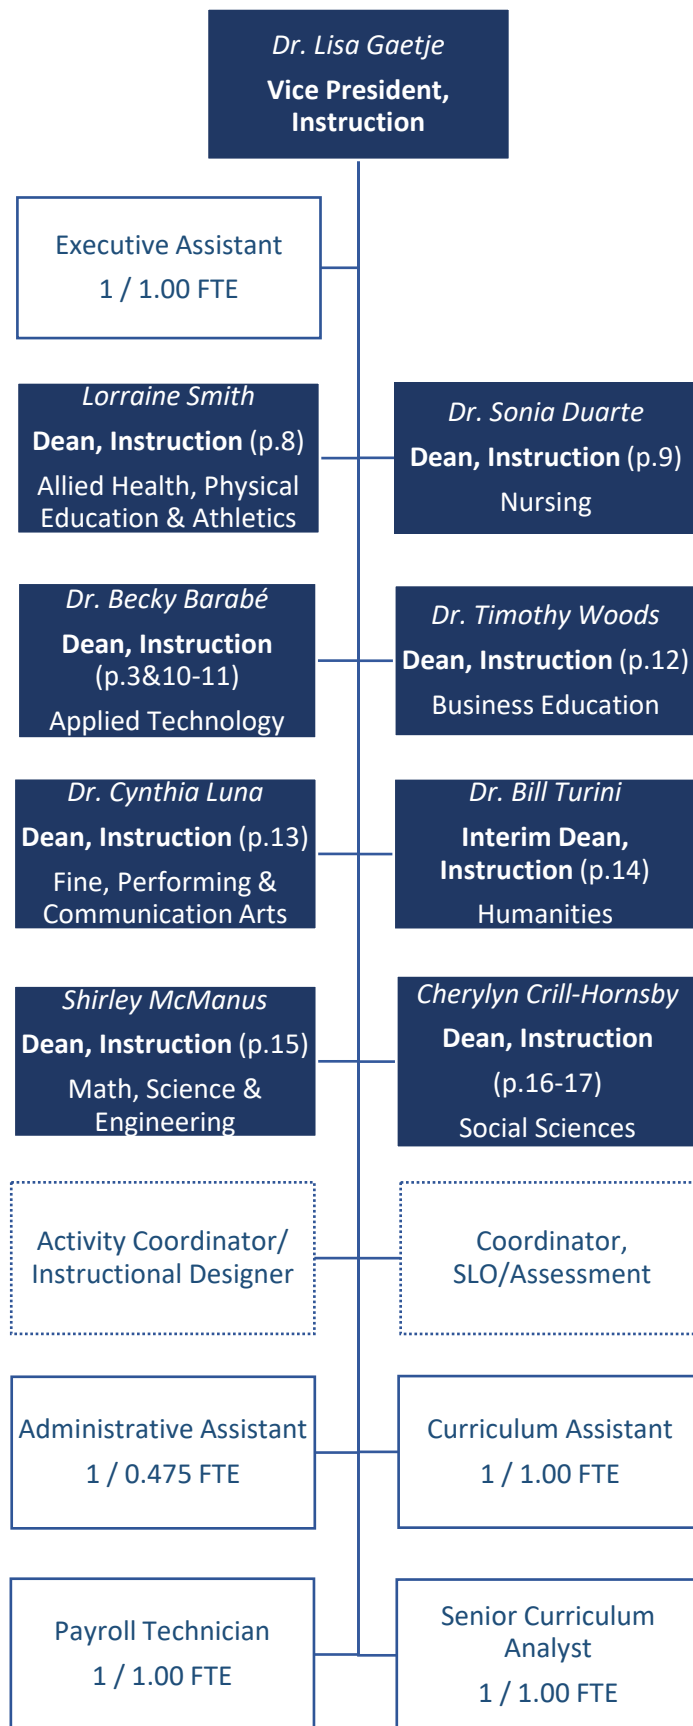 Dr. Lisa Gaetje
Vice President,
Instruction
Executive Assistant
1 / 1.00 FTE
Lorraine Smith
Dean, Instruction (p.8)
Allied Health, Physical
Education & Athletics
Dr. Sonia Duarte
Dean, Instruction (p.9)
Nursing
Dr. Becky Barabé
Dean, Instruction
(p.3&10-11)
Applied Technology
Dr. Timothy Woods
Dean, Instruction (p.12)
Business Education
Dr. Cynthia Luna
Dean, Instruction (p.13)
Fine, Performing &
Communication Arts
Dr. Bill Turini
Interim Dean,
Instruction (p.14)
Humanities
Shirley McManus
Dean, Instruction (p.15)
Math, Science &
Engineering
Cherylyn Crill-Hornsby
Dean, Instruction
(p.16-17)
Social Sciences
Activity Coordinator/
Instructional Designer
Coordinator,
SLO/Assessment
Administrative Assistant
1 / 0.475 FTE
Curriculum Assistant
1 / 1.00 FTE
Payroll Technician
1 / 1.00 FTE
Senior Curriculum
Analyst
1 / 1.00 FTE